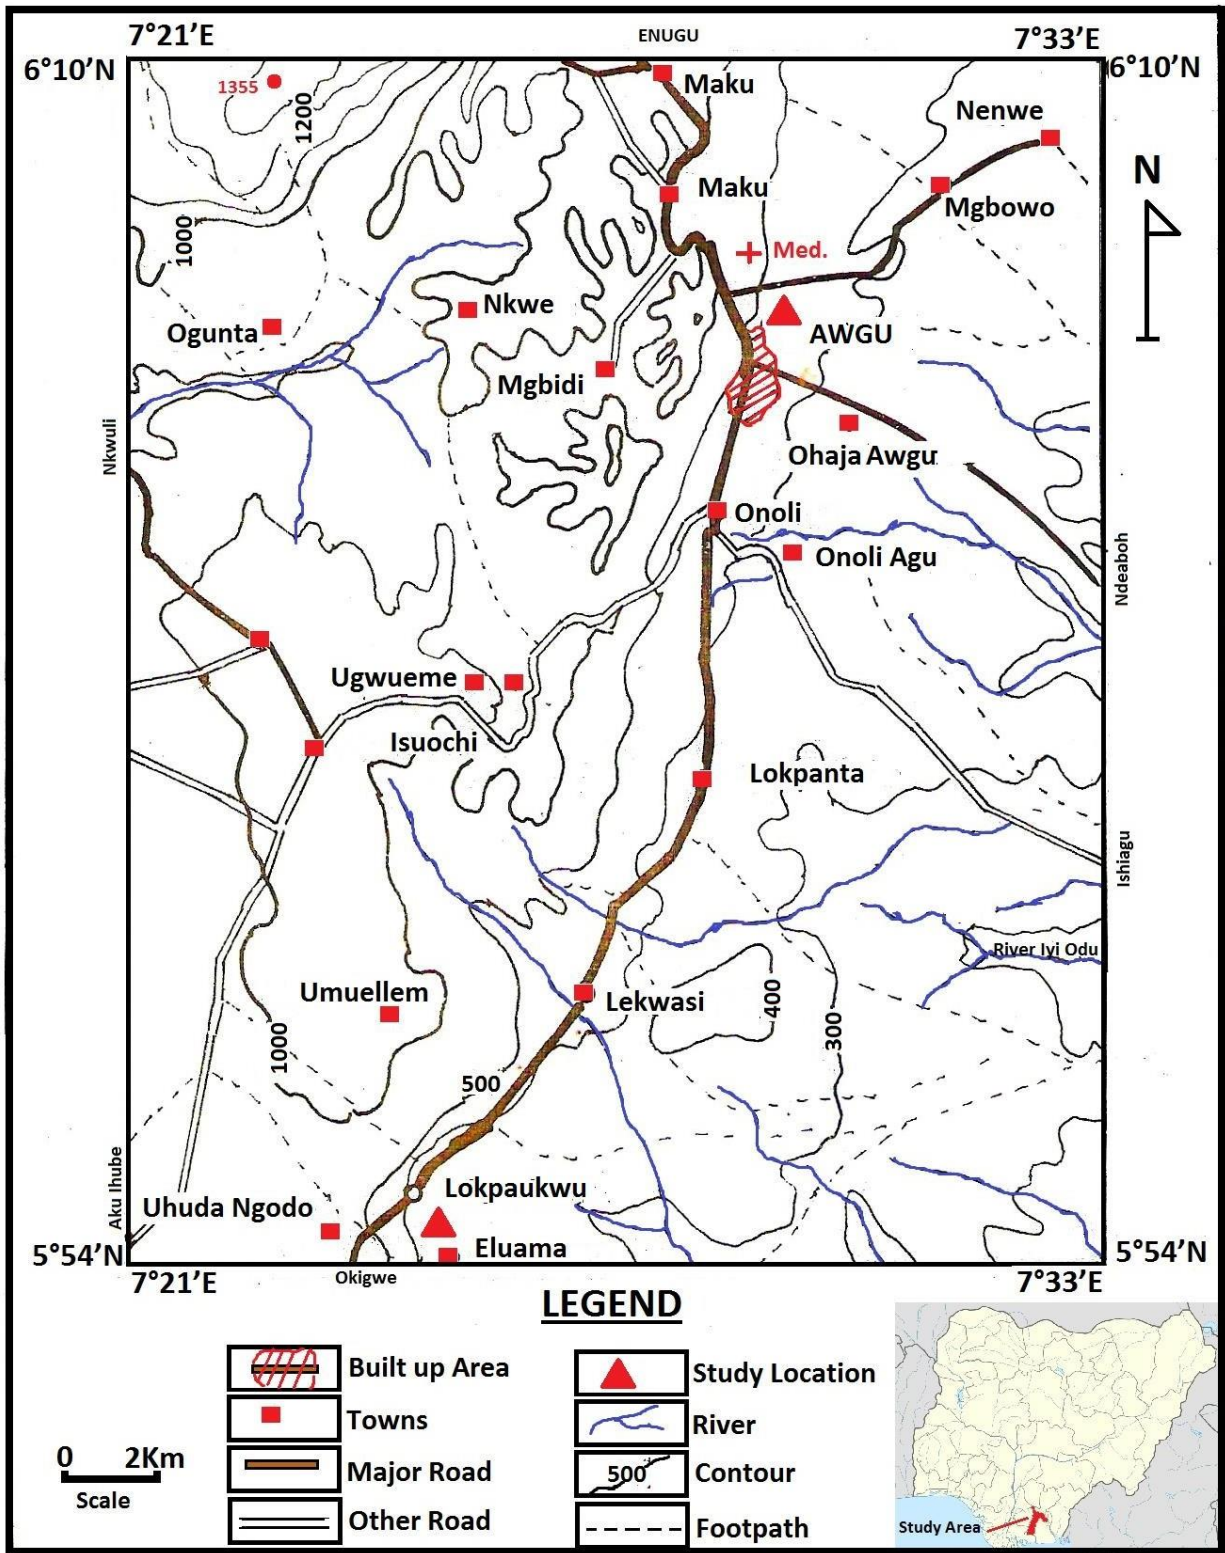 7°21’E
ENUGU
7°33’E
6°10’N
6°10’N
1355
Maku
1200
Nenwe
N
Maku
Mgbowo
1000
Med.
Nkwe
Ogunta
AWGU
Mgbidi
Nkwuli
Ohaja Awgu
Onoli
Onoli Agu
Ndeaboh
Ugwueme
Isuochi
Lokpanta
Ishiagu
River Iyi Odu
Umuellem
Lekwasi
400
300
1000
500
Aku Ihube
Lokpaukwu
Uhuda Ngodo
Eluama
5°54’N
5°54’N
7°21’E
Okigwe
7°33’E
LEGEND
Built up Area
Study Location
Towns
River
0 2Km
Scale
Major Road
500
Contour
Other Road
Footpath
Study Area